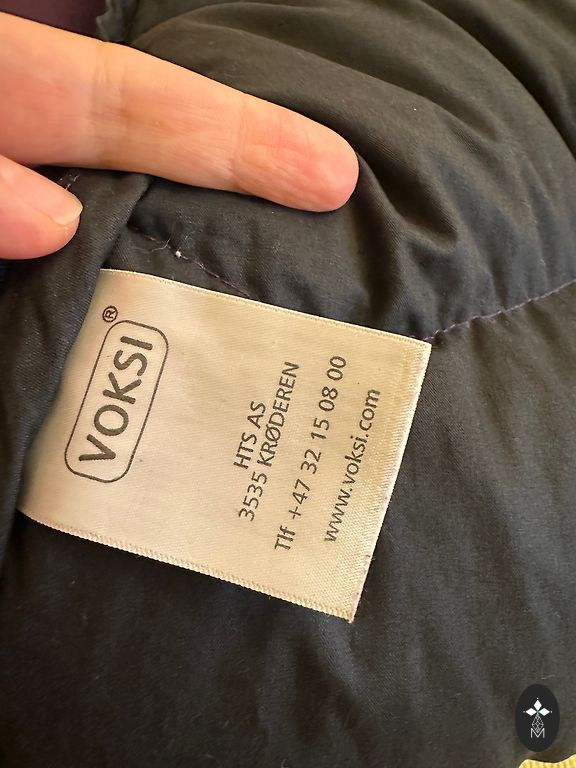 VOKSI®
HTS AS
3535 KRØDEREN
Tlf +47 32 15 08 00
www.voksi.com
M